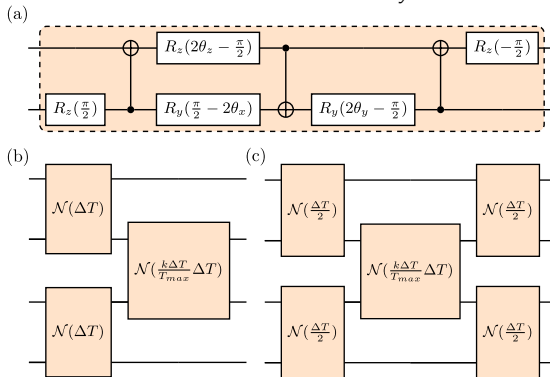 (a)
R_z(2θ_z − π/2) R_z(−π/2)
R_z(π/2) R_y(π/2 − 2θ_x) R_y(2θ_y − π/2)
(b) (c)
N(ΔT) N(ΔT/2) N(ΔT/2)
N(kΔT/T_max ΔT) N(kΔT/T_max ΔT)
N(ΔT) N(ΔT/2) N(ΔT/2)